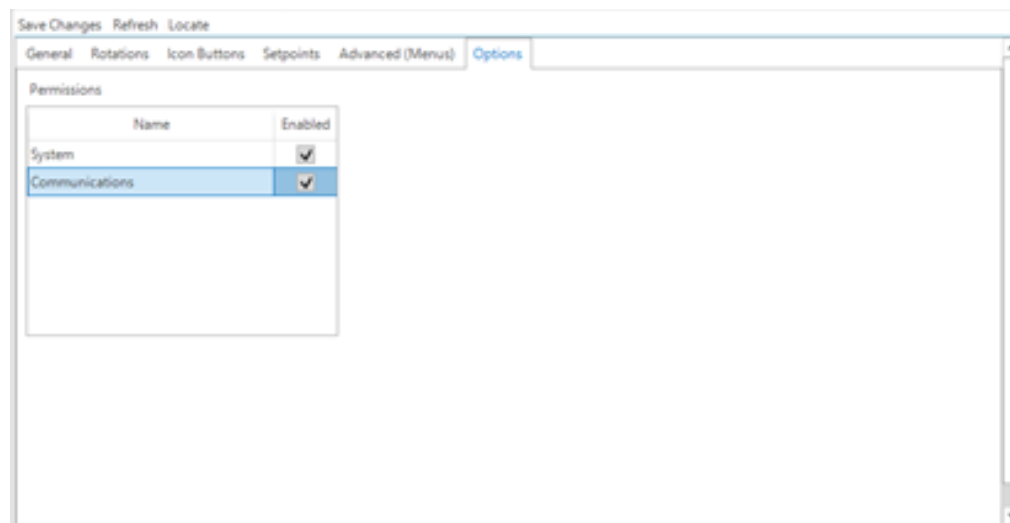 Save Changes Refresh Locate
General Rotations Icon Buttons Setpoints Advanced (Menus) Options
Permissions
Name Enabled
System
Communications